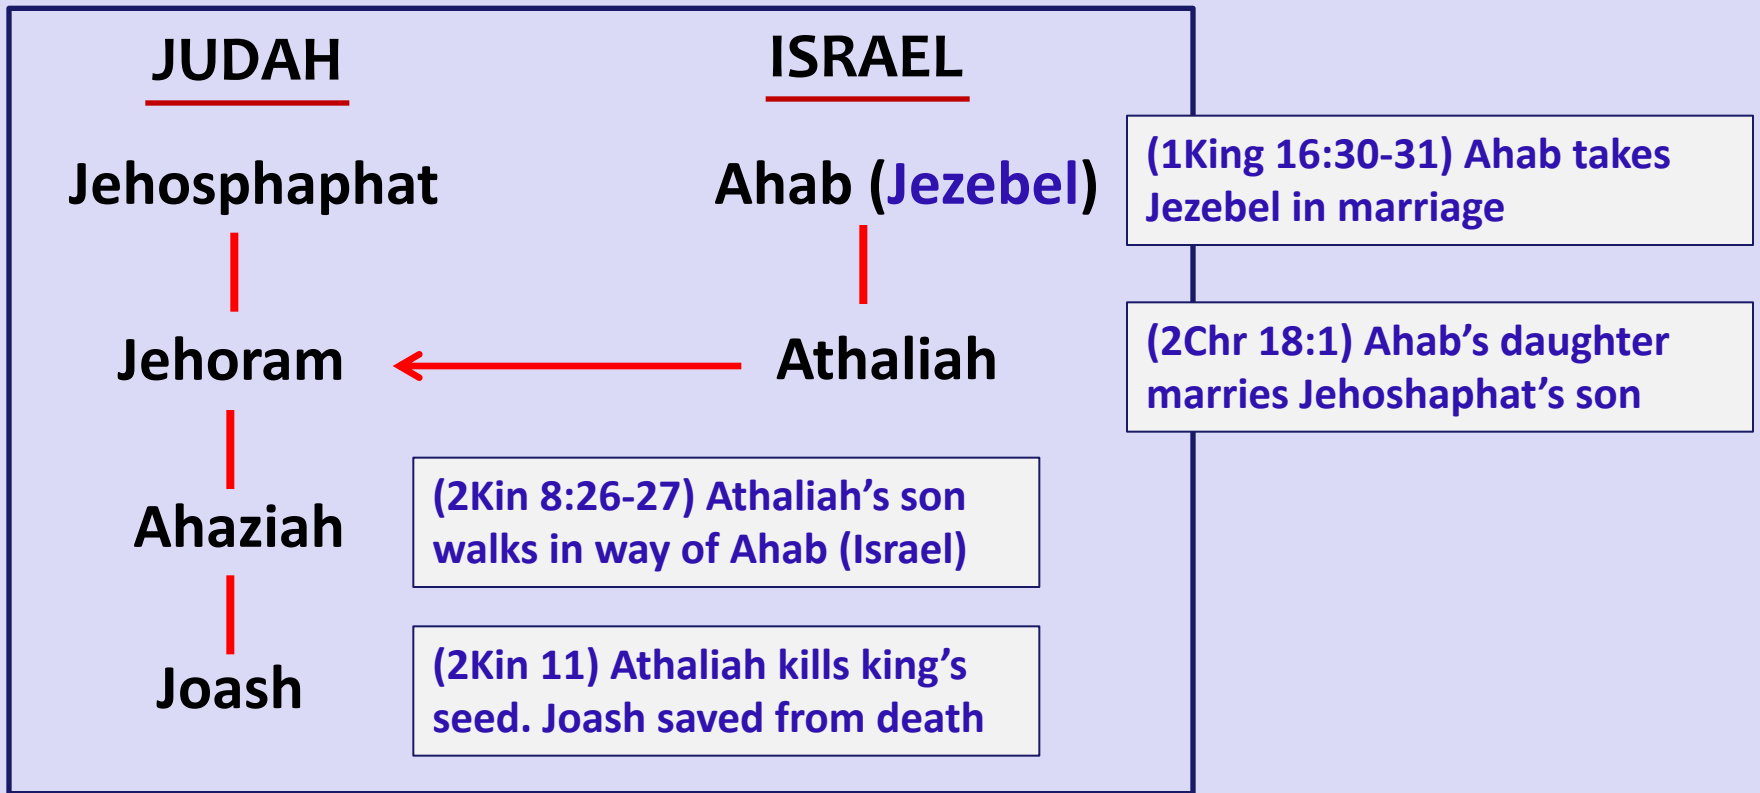 JUDAH
ISRAEL
Jehosphaphat
Ahab (Jezebel)
(1King 16:30-31) Ahab takes
Jezebel in marriage
Jehoram
Athaliah
(2Chr 18:1) Ahab’s daughter
marries Jehoshaphat’s son
Ahaziah
(2Kin 8:26-27) Athaliah’s son
walks in way of Ahab (Israel)
Joash
(2Kin 11) Athaliah kills king’s
seed. Joash saved from death